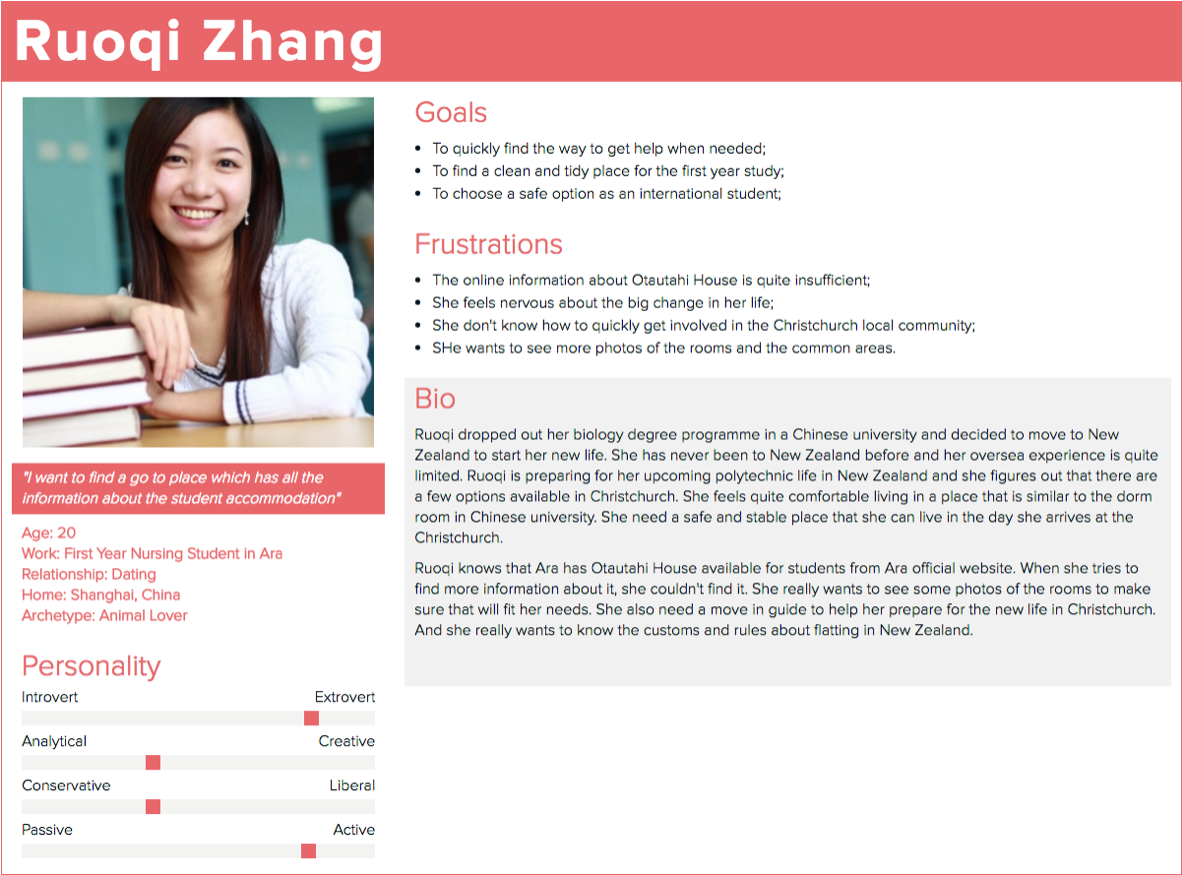 Ruoqi Zhang
"I want to find a go to place which has all the
information about the student accommodation"
Age: 20
Work: First Year Nursing Student in Ara
Relationship: Dating
Home: Shanghai, China
Archetype: Animal Lover
Personality
Introvert Extrovert
Analytical Creative
Conservative Liberal
Passive Active
Goals
• To quickly find the way to get help when needed;
• To find a clean and tidy place for the first year study;
• To choose a safe option as an international student;
Frustrations
• The online information about Otautahi House is quite insufficient;
• She feels nervous about the big change in her life;
• She don't know how to quickly get involved in the Christchurch local community;
• SHe wants to see more photos of the rooms and the common areas.
Bio
Ruoqi dropped out her biology degree programme in a Chinese university and decided to move to New
Zealand to start her new life. She has never been to New Zealand before and her oversea experience is quite
limited. Ruoqi is preparing for her upcoming polytechnic life in New Zealand and she figures out that there are
a few options available in Christchurch. She feels quite comfortable living in a place that is similar to the dorm
room in Chinese university. She need a safe and stable place that she can live in the day she arrives at the
Christchurch.
Ruoqi knows that Ara has Otautahi House available for students from Ara official website. When she tries to
find more information about it, she couldn't find it. She really wants to see some photos of the rooms to make
sure that will fit her needs. She also need a move in guide to help her prepare for the new life in Christchurch.
And she really wants to know the customs and rules about flatting in New Zealand.